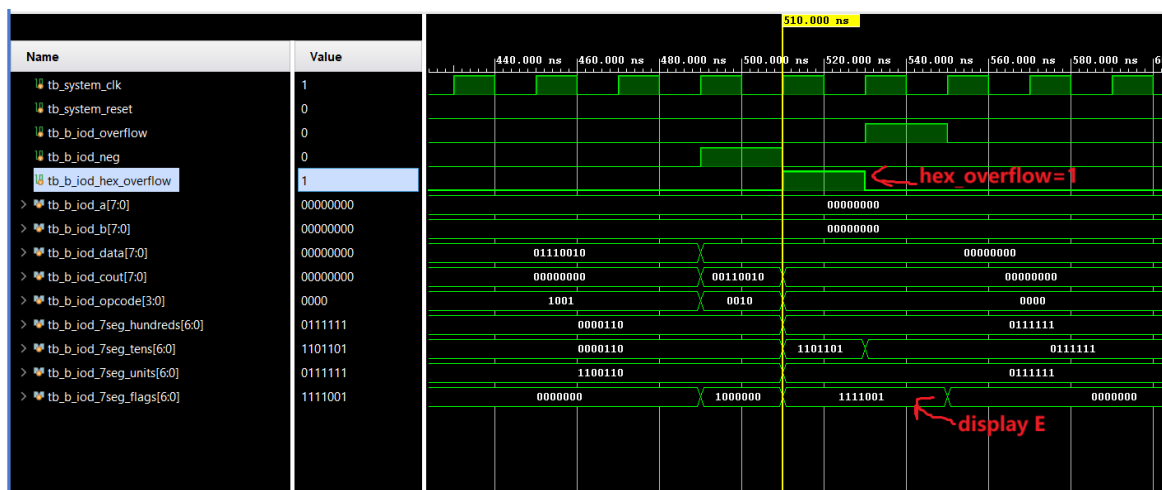 510.000 ns
Name Value
440.000 ns 460.000 ns 480.000 ns 500.000 ns 520.000 ns 540.000 ns 560.000 ns 580.000 ns 6
tb_system_clk 1
tb_system_reset 0
tb_b_iod_overflow 0
tb_b_iod_neg 0
tb_b_iod_hex_overflow 1 hex_overflow=1
tb_b_iod_a[7:0] 00000000 00000000
tb_b_iod_b[7:0] 00000000 00000000
tb_b_iod_data[7:0] 00000000 01110010 00000000
tb_b_iod_cout[7:0] 00000000 00000000 00110010 00000000
tb_b_iod_opcode[3:0] 0000 1001 0010 0000
tb_b_iod_7seg_hundreds[6:0] 0111111 0000110 0111111
tb_b_iod_7seg_tens[6:0] 1101101 0000110 1101101 0111111
tb_b_iod_7seg_units[6:0] 0111111 1100110 0111111
tb_b_iod_7seg_flags[6:0] 1111001 0000000 1000000 1111001 0000000
display E